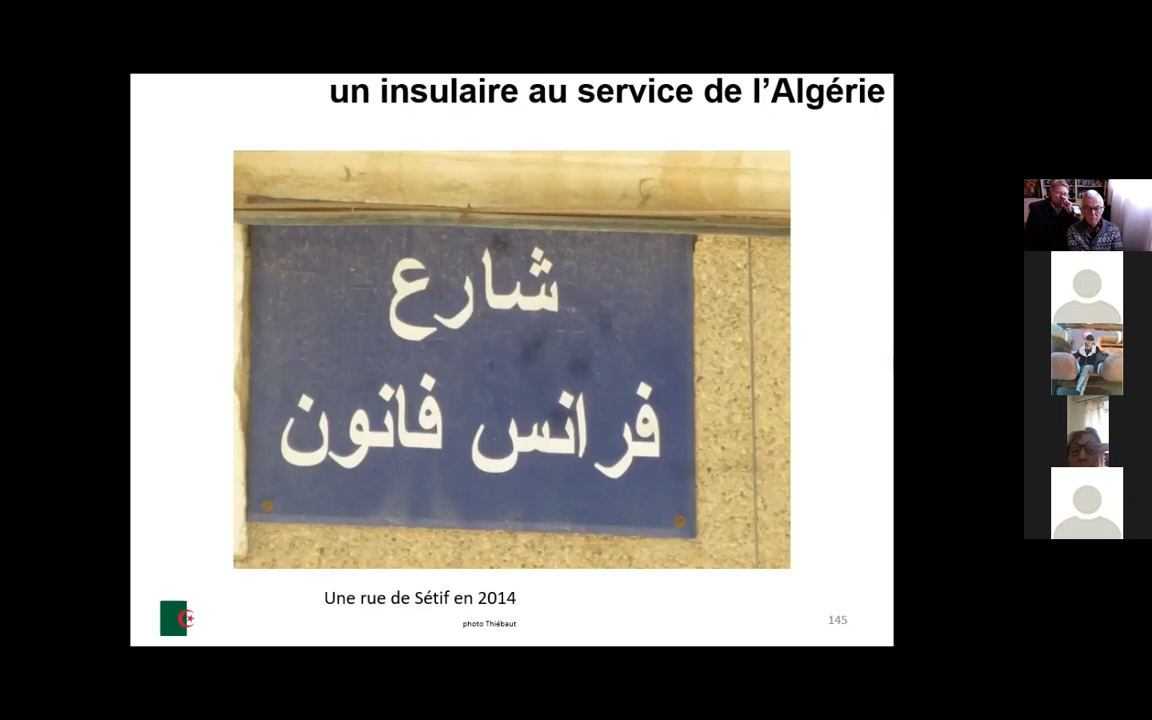 un insulaire au service de l’Algérie
شارع
فرانس فانون
Une rue de Sétif en 2014
photo Thiébaut
145